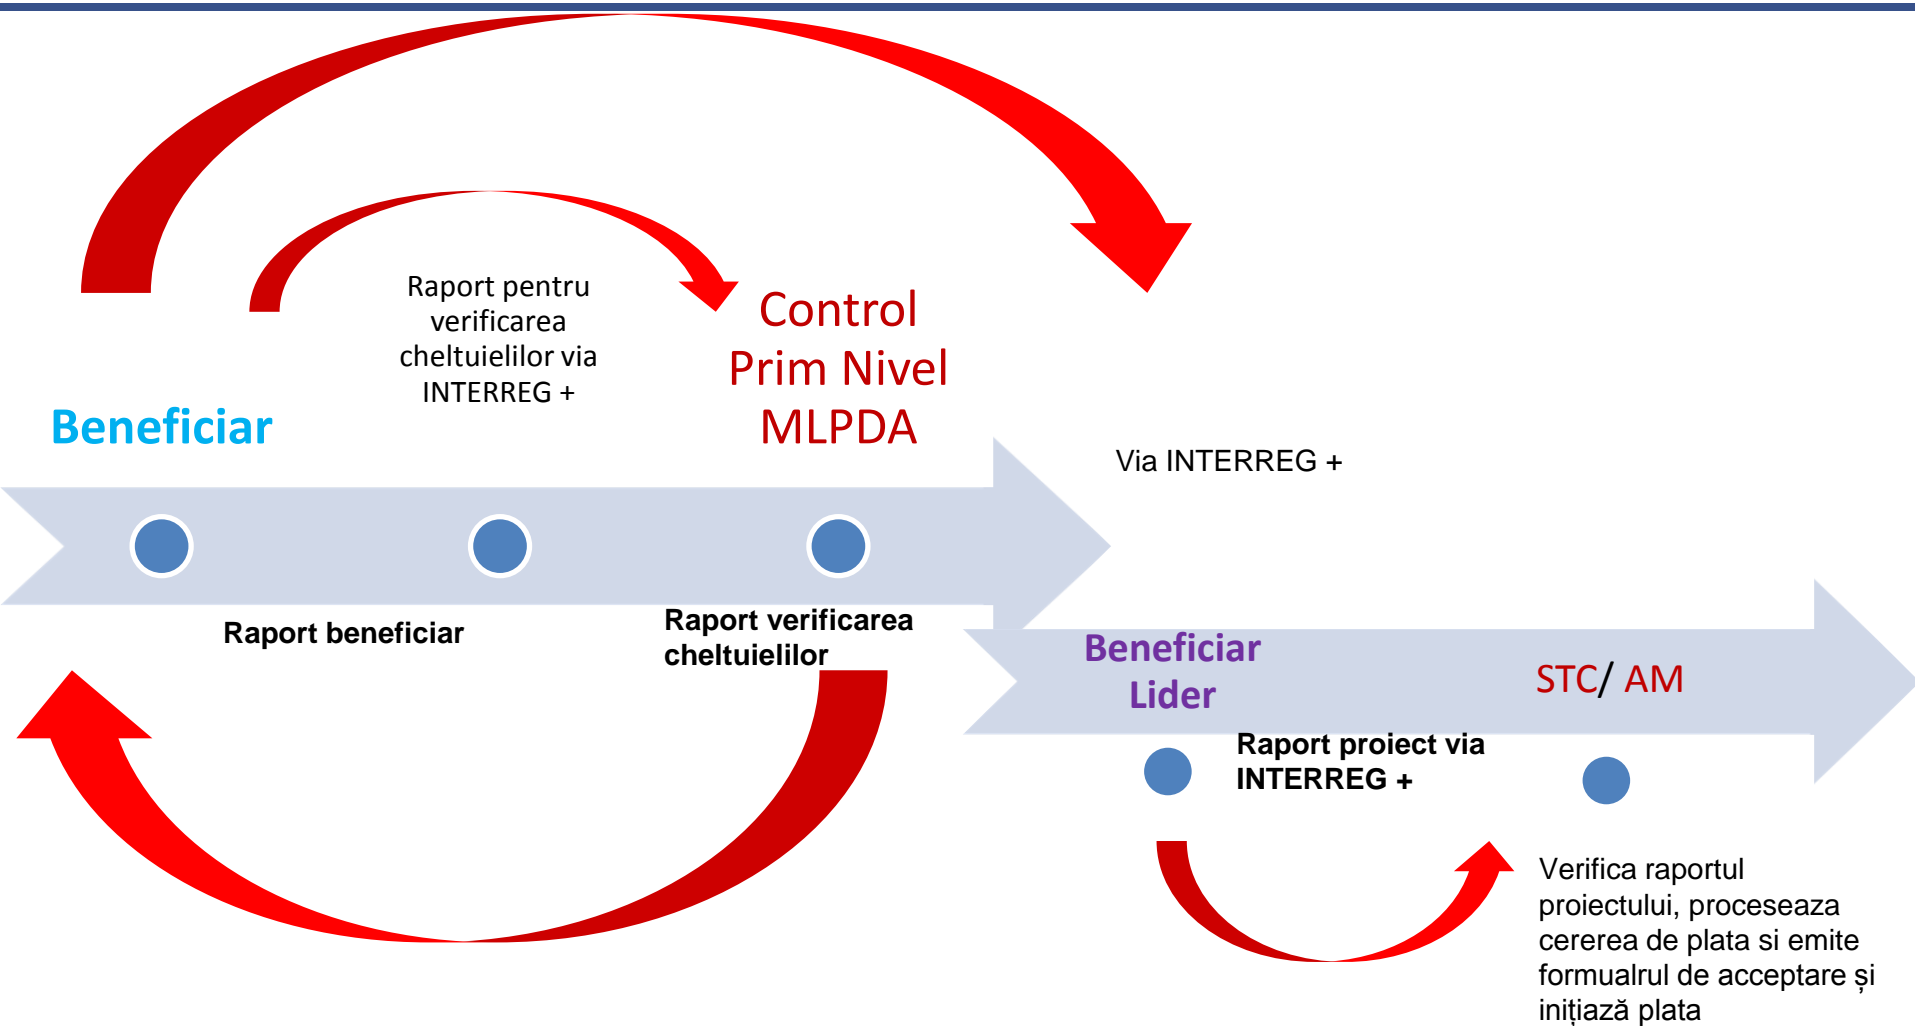 Raport pentru
verificarea
cheltuielilor via
INTERREG +
Control
Prim Nivel
MLPDA
Beneficiar
Via INTERREG +
Raport beneficiar
Raport verificarea
cheltuielilor
Beneficiar
Lider
STC/ AM
Raport proiect via
INTERREG +
Verifica raportul
proiectului, proceseaza
cererea de plata si emite
formualrul de acceptare și
inițiază plata